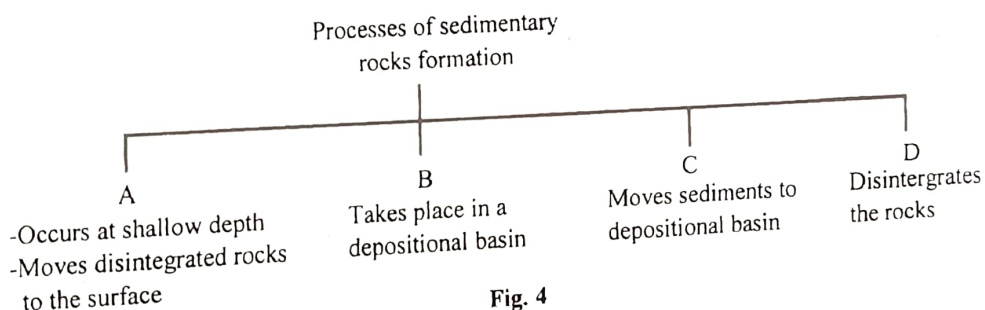 Processes of sedimentary
rocks formation
A
-Occurs at shallow depth
-Moves disintegrated rocks
to the surface
B
Takes place in a
depositional basin
C
Moves sediments to
depositional basin
D
Disintergrates
the rocks
Fig. 4